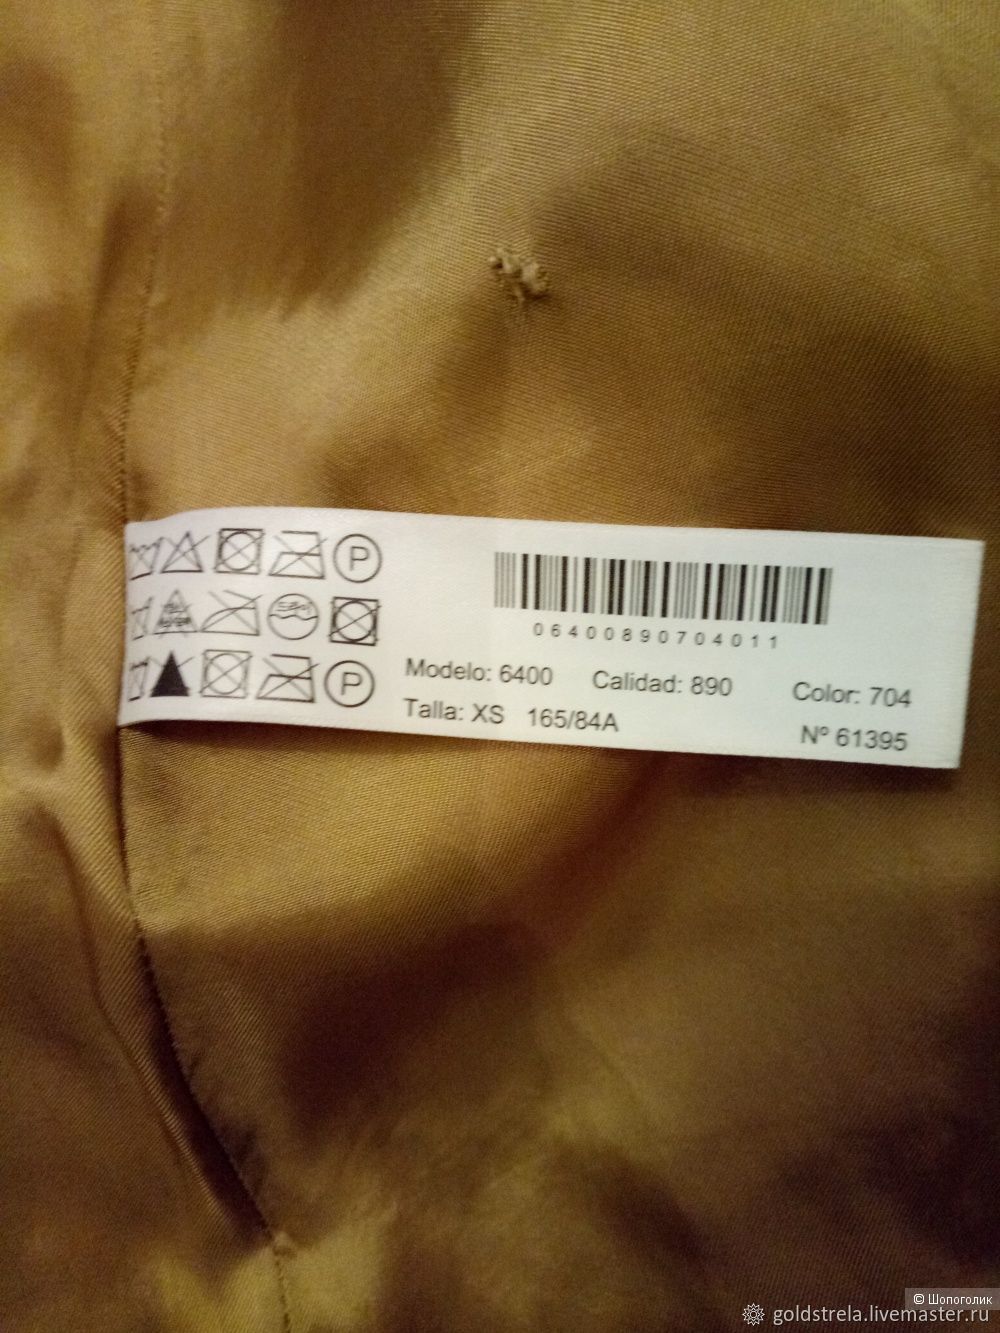 06400890704011
Modelo: 6400 Calidad: 890 Color: 704
Talla: XS 165/84A Nº 61395
P
P
© Шопоголик
goldstrela.livemaster.ru